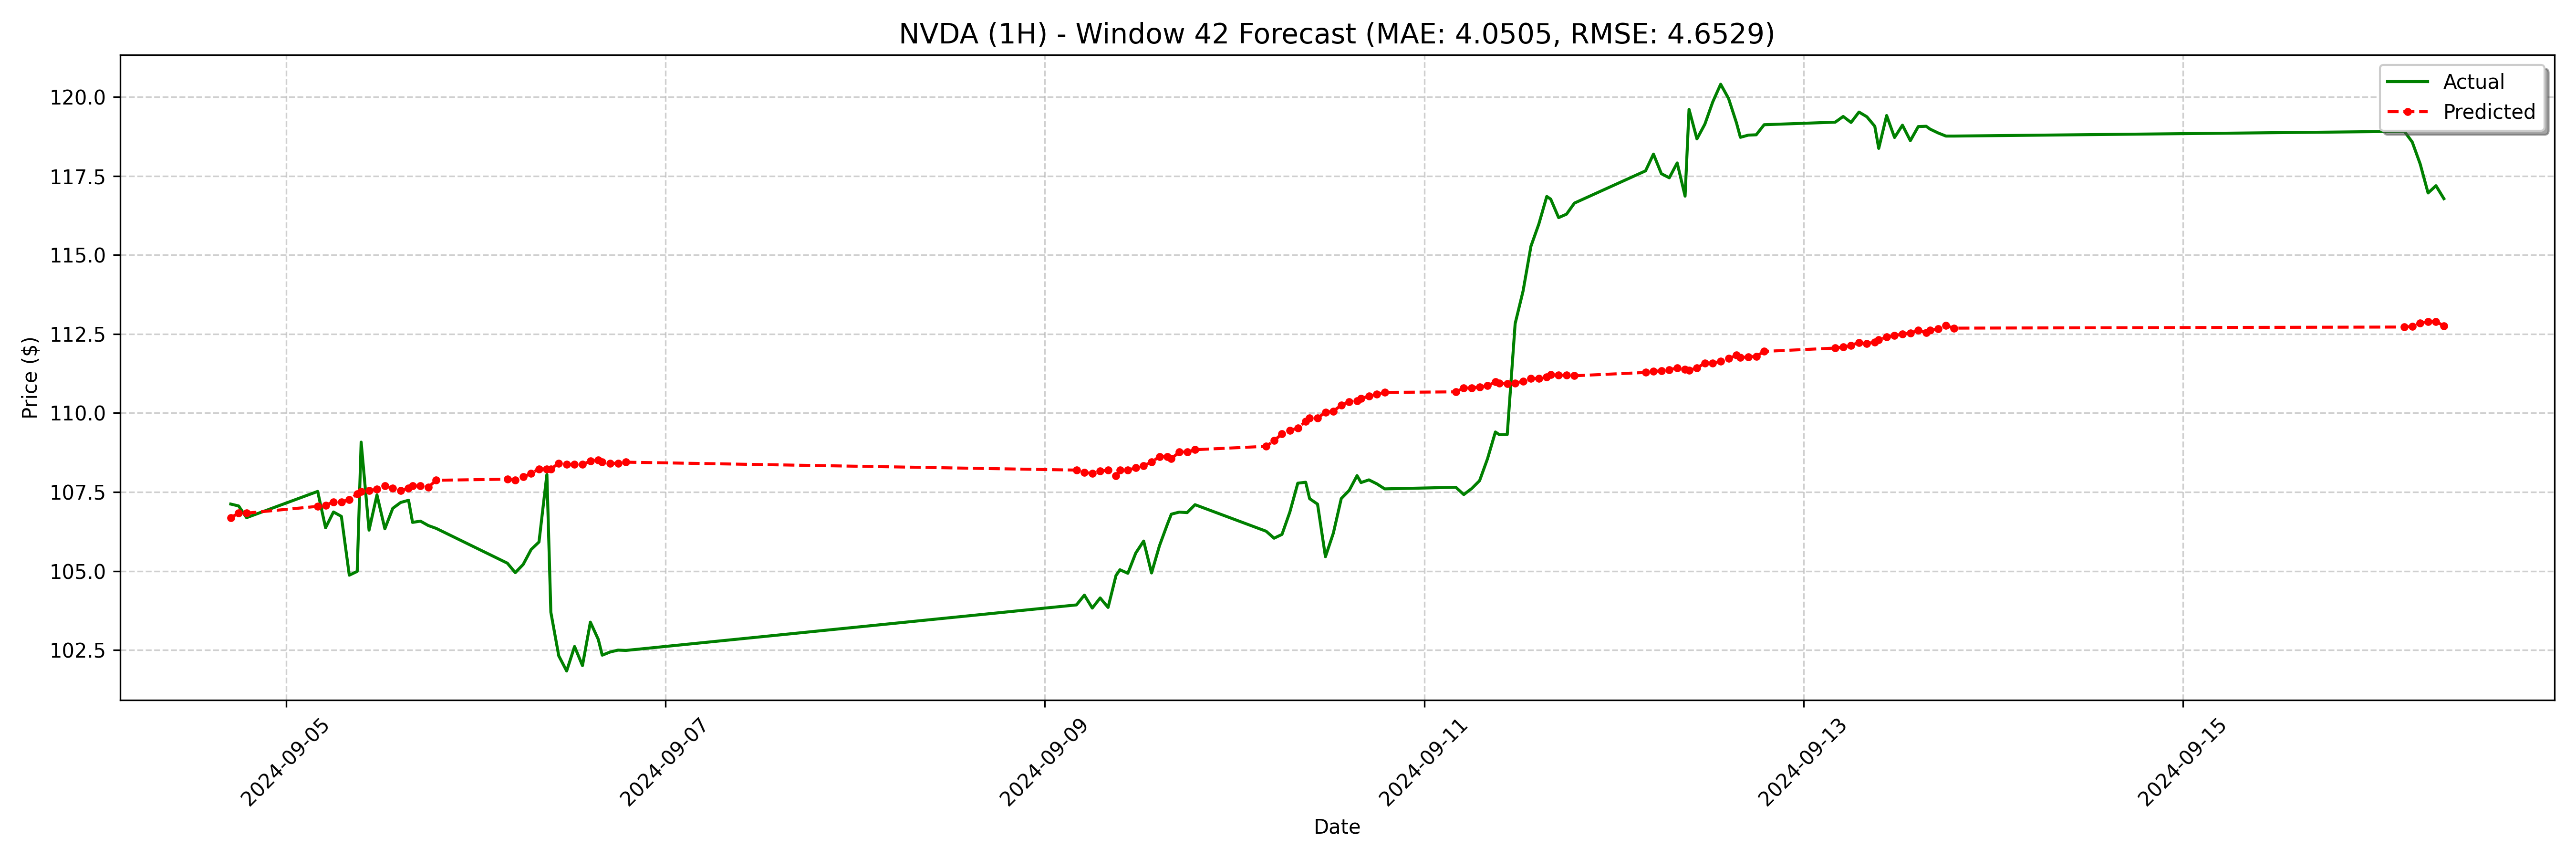 NVDA (1H) - Window 42 Forecast (MAE: 4.0505, RMSE: 4.6529)
Actual
Predicted
Price ($)
120.0
117.5
115.0
112.5
110.0
107.5
105.0
102.5
2024-09-05
2024-09-07
2024-09-09
2024-09-11
2024-09-13
2024-09-15
Date